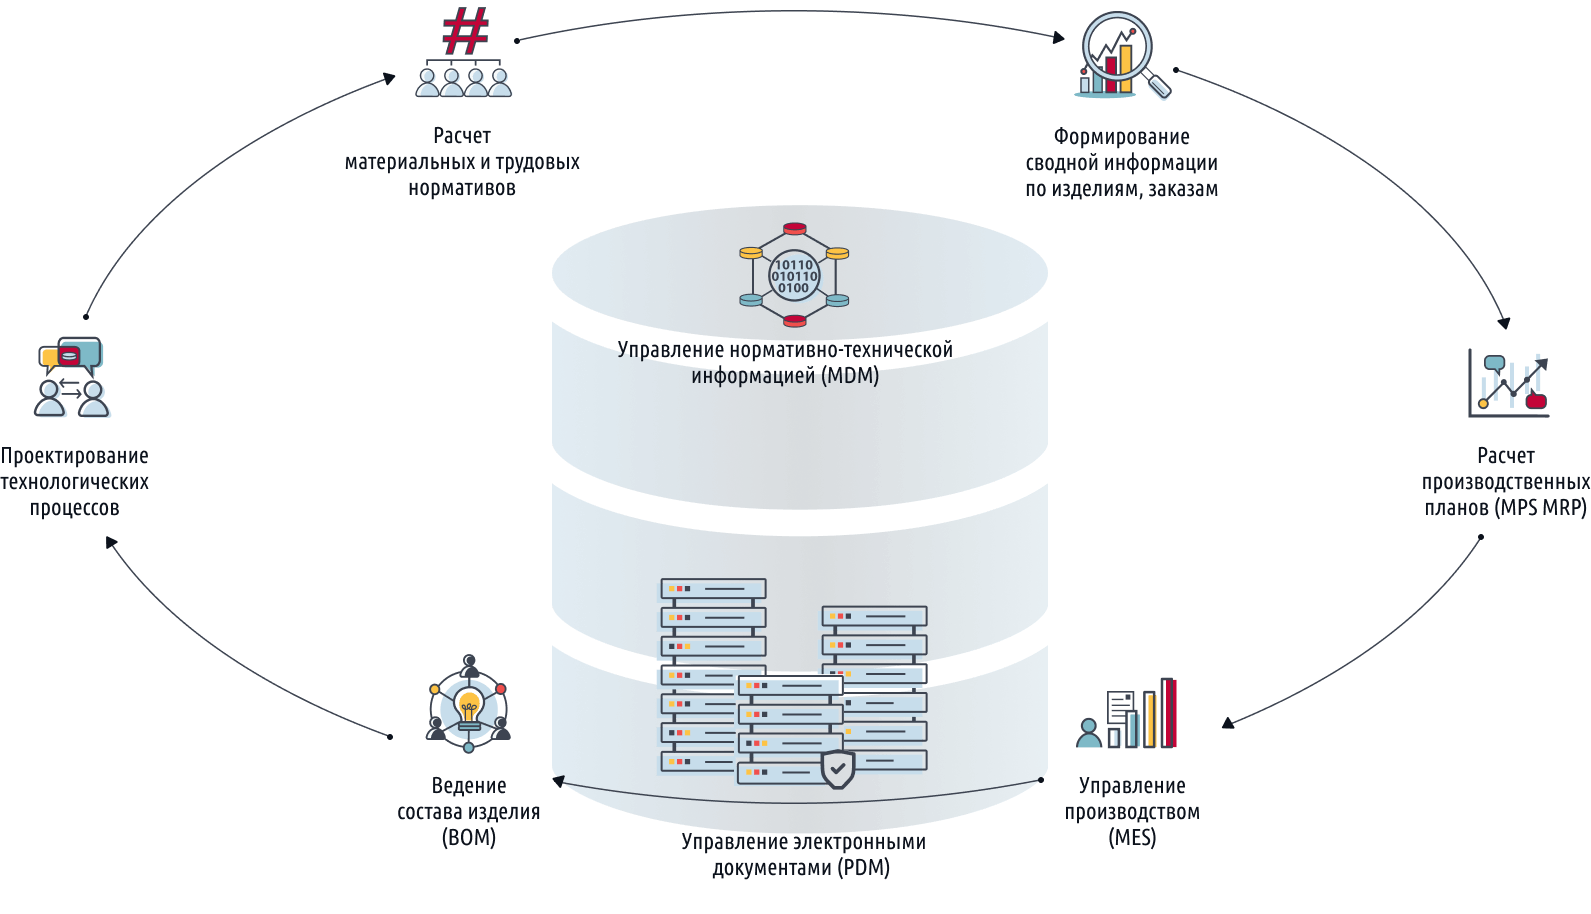 #
Расчет
материальных и трудовых
нормативов
Формирование
сводной информации
по изделиям, заказам
10110
010110
0100
Управление нормативно-технической
информацией (MDM)
Проектирование
технологических
процессов
Расчет
производственных
планов (MPS MRP)
Ведение
состава изделия
(BOM)
Управление
производством
(MES)
Управление электронными
документами (PDM)